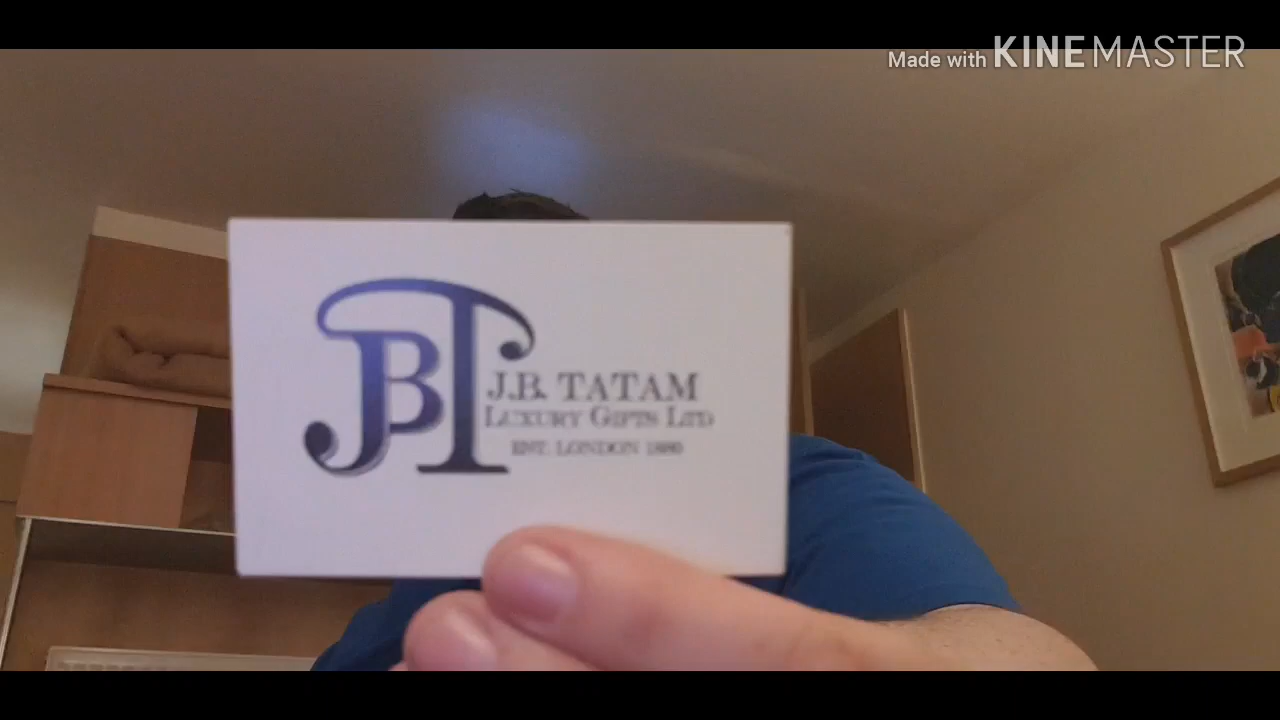 Made with KINEMASTER
JBT
J.B. TATAM
LUXURY GIFTS LTD
EST. LONDON